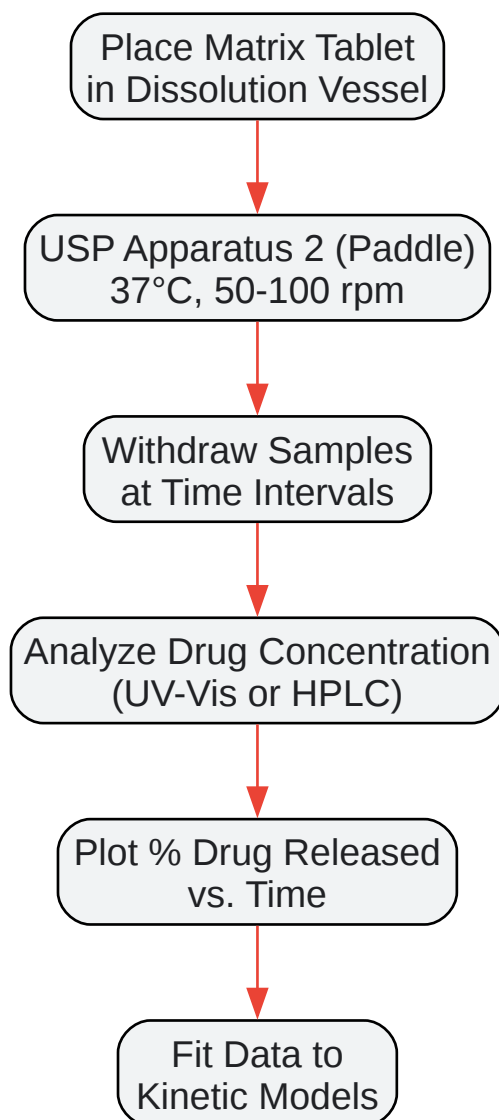 Place Matrix Tablet
in Dissolution Vessel
USP Apparatus 2 (Paddle)
37°C, 50-100 rpm
Withdraw Samples
at Time Intervals
Analyze Drug Concentration
(UV-Vis or HPLC)
Plot % Drug Released
vs. Time
Fit Data to
Kinetic Models